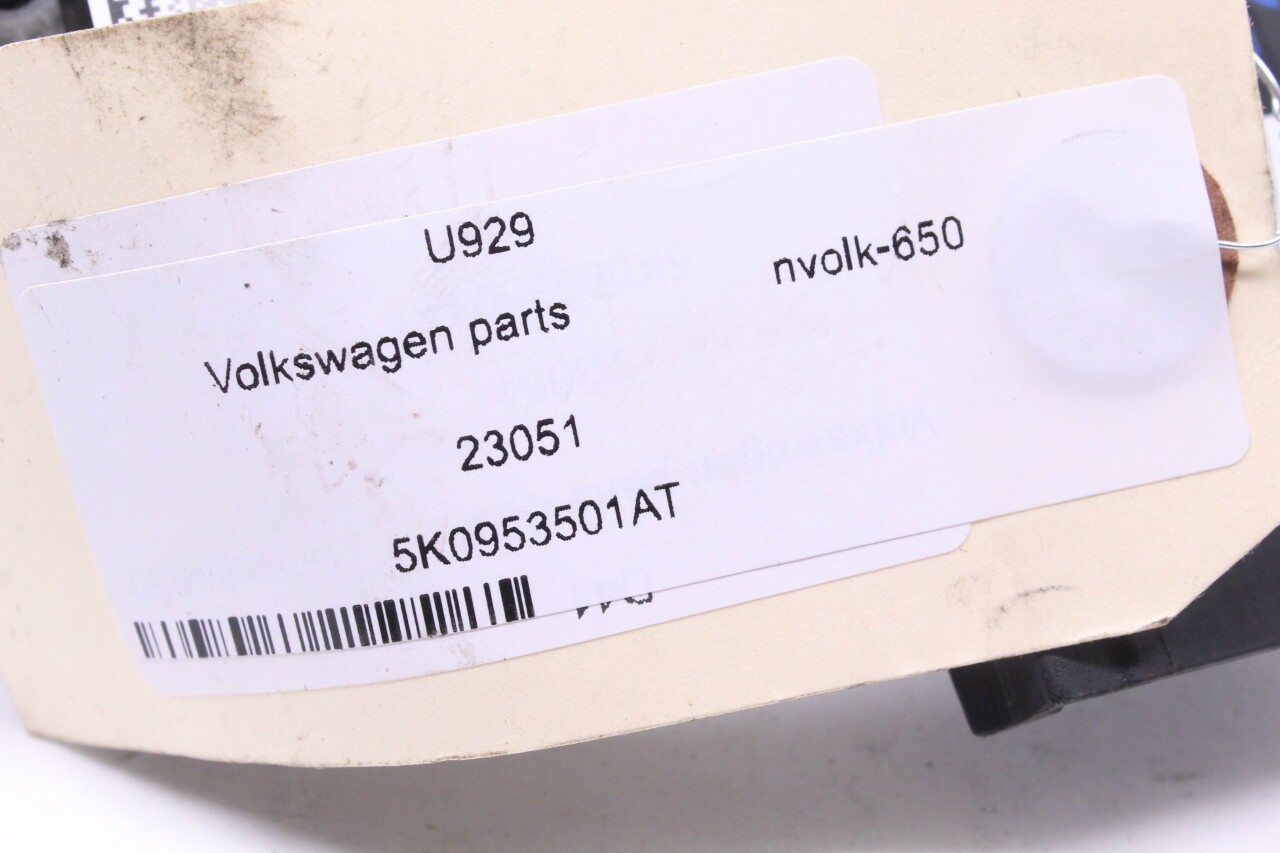 U929
nvolk-650
Volkswagen parts
23051
5K0953501AT